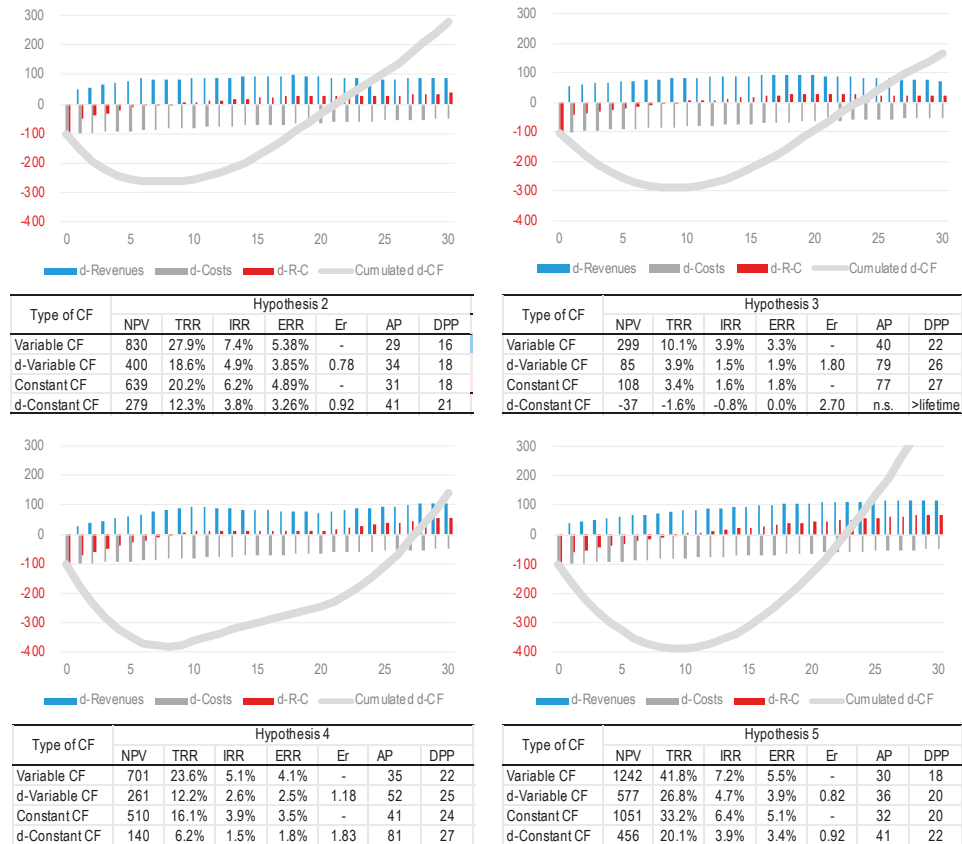 300
200
100
0
-100
-200
-300
-400
0 5 10 15 20 25 30
d-Revenues d-Costs d-R-C Cumulated d-CF
300
200
100
0
-100
-200
-300
-400
0 5 10 15 20 25 30
d-Revenues d-Costs d-R-C Cumulated d-CF
Type of CF Hypothesis 2
NPV TRR IRR ERR Er AP DPP
Variable CF 830 27.9% 7.4% 5.38% - 29 16
d-Variable CF 400 18.6% 4.9% 3.85% 0.78 34 18
Constant CF 639 20.2% 6.2% 4.89% - 31 18
d-Constant CF 279 12.3% 3.8% 3.26% 0.92 41 21
Type of CF Hypothesis 3
NPV TRR IRR ERR Er AP DPP
Variable CF 299 10.1% 3.9% 3.3% - 40 22
d-Variable CF 85 3.9% 1.5% 1.9% 1.80 79 26
Constant CF 108 3.4% 1.6% 1.8% - 77 27
d-Constant CF -37 -1.6% -0.8% 0.0% 2.70 n.s. >lifetime
300
200
100
0
-100
-200
-300
-400
0 5 10 15 20 25 30
d-Revenues d-Costs d-R-C Cumulated d-CF
300
200
100
0
-100
-200
-300
-400
0 5 10 15 20 25 30
d-Revenues d-Costs d-R-C Cumulated d-CF
Type of CF Hypothesis 4
NPV TRR IRR ERR Er AP DPP
Variable CF 701 23.6% 5.1% 4.1% - 35 22
d-Variable CF 261 12.2% 2.6% 2.5% 1.18 52 25
Constant CF 510 16.1% 3.9% 3.5% - 41 24
d-Constant CF 140 6.2% 1.5% 1.8% 1.83 81 27
Type of CF Hypothesis 5
NPV TRR IRR ERR Er AP DPP
Variable CF 1242 41.8% 7.2% 5.5% - 30 18
d-Variable CF 577 26.8% 4.7% 3.9% 0.82 36 20
Constant CF 1051 33.2% 6.4% 5.1% - 32 20
d-Constant CF 456 20.1% 3.9% 3.4% 0.92 41 22